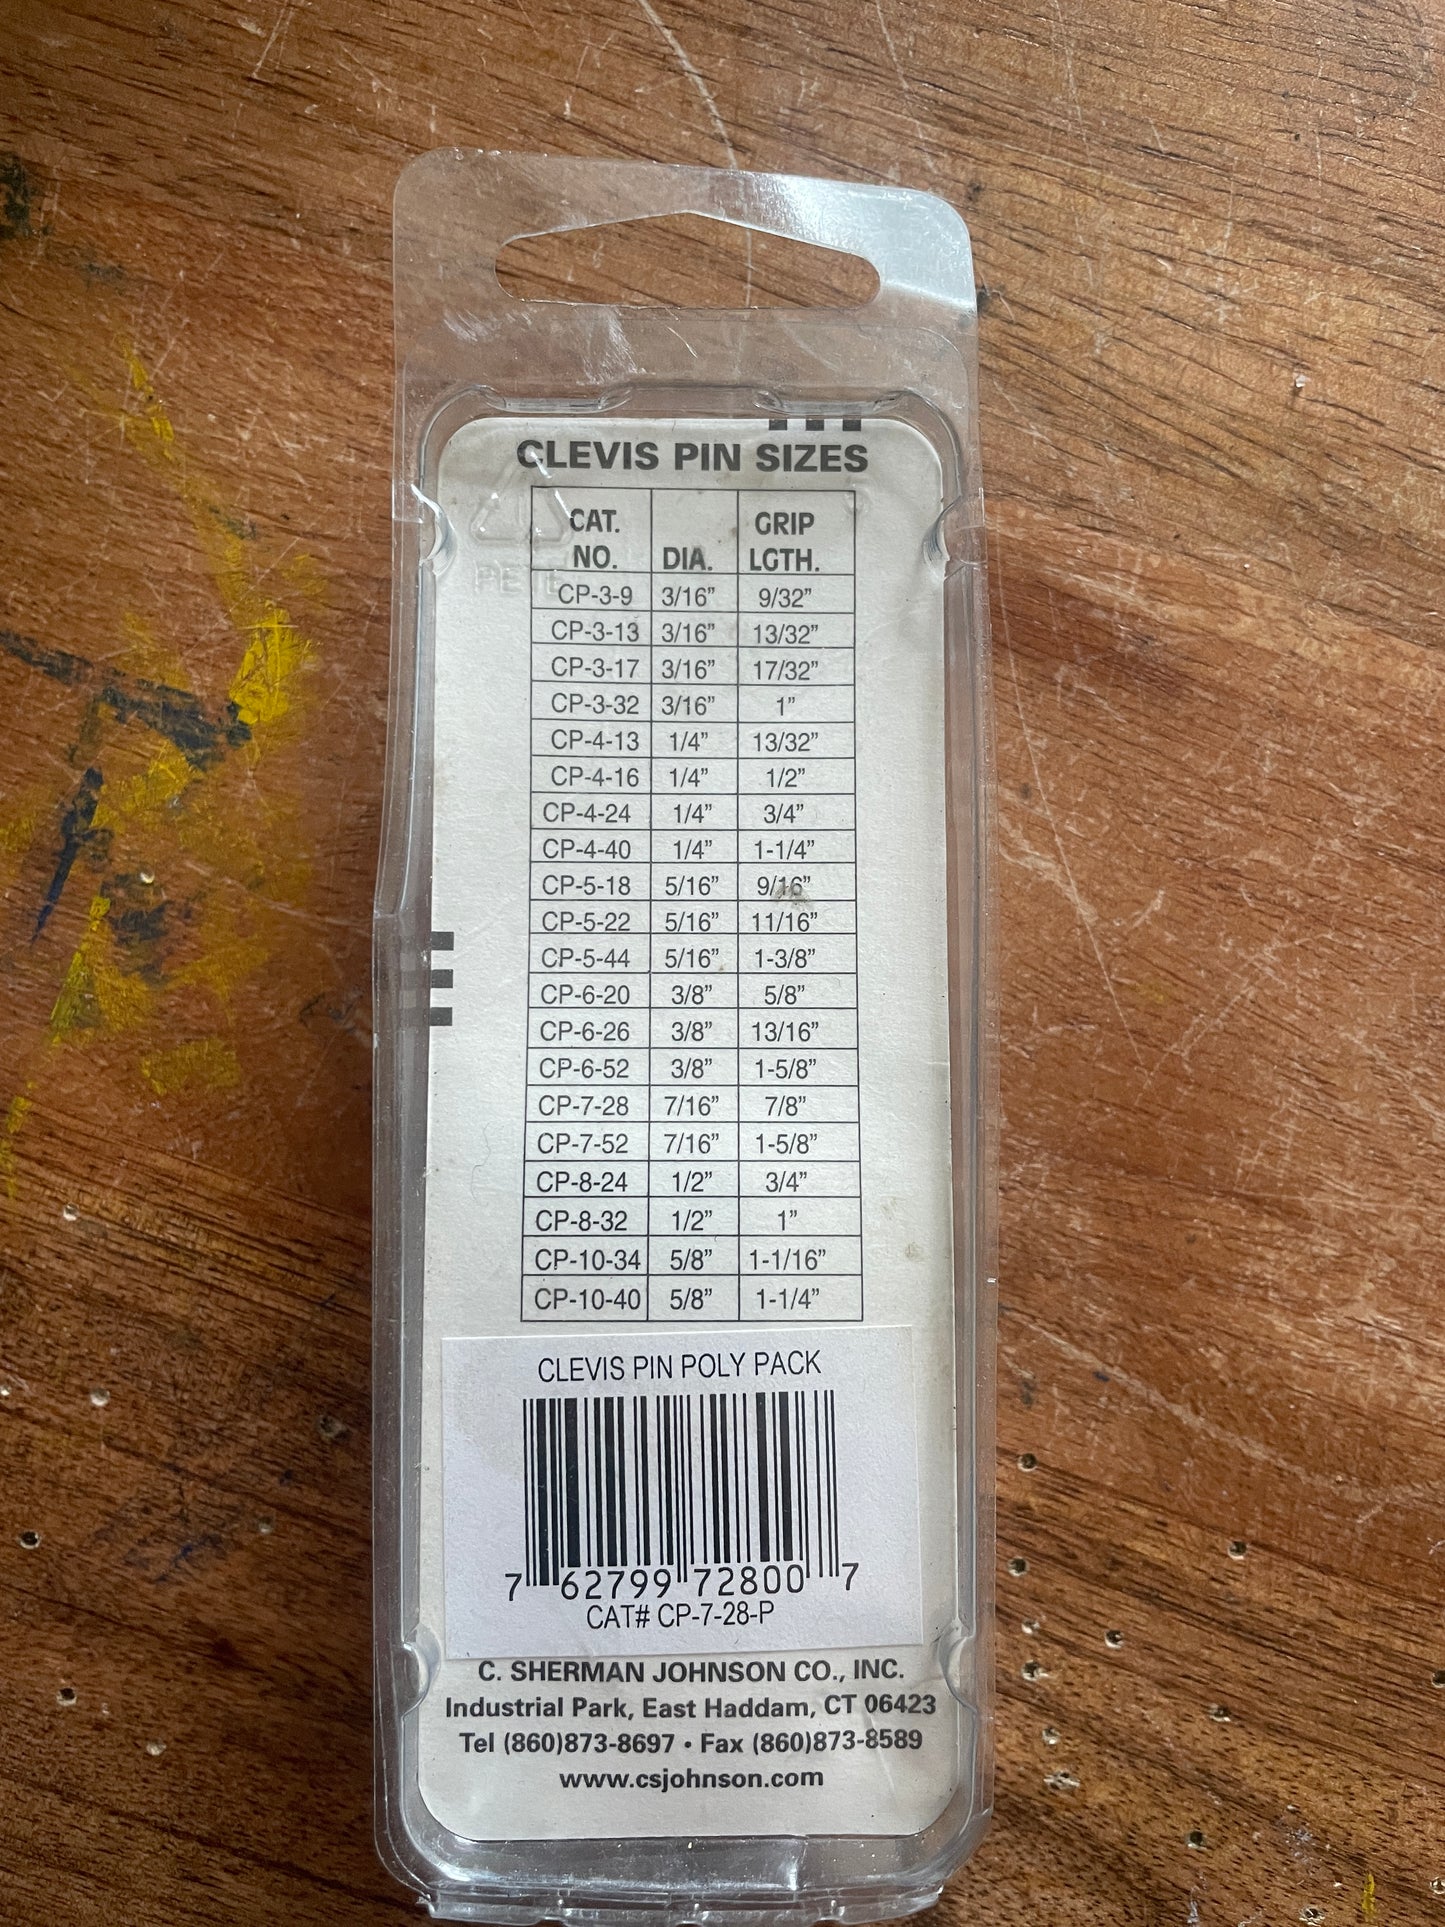 CLEVIS PIN SIZES
CAT. NO. DIA. GRIP LGTH.
PETE
CP-3-9 3/16” 9/32”
CP-3-13 3/16” 13/32”
CP-3-17 3/16” 17/32”
CP-3-32 3/16” 1”
CP-4-13 1/4” 13/32”
CP-4-16 1/4” 1/2”
CP-4-24 1/4” 3/4”
CP-4-40 1/4” 1-1/4”
CP-5-18 5/16” 9/16”
CP-5-22 5/16” 11/16”
CP-5-44 5/16” 1-3/8”
CP-6-20 3/8” 5/8”
CP-6-26 3/8” 13/16”
CP-6-52 3/8” 1-5/8”
CP-7-28 7/16” 7/8”
CP-7-52 7/16” 1-5/8”
CP-8-24 1/2” 3/4”
CP-8-32 1/2” 1”
CP-10-34 5/8” 1-1/16”
CP-10-40 5/8” 1-1/4”
CLEVIS PIN POLY PACK
7 62799 72800 7
CAT# CP-7-28-P
C. SHERMAN JOHNSON CO., INC.
Industrial Park, East Haddam, CT 06423
Tel (860)873-8697 • Fax (860)873-8589
www.csjohnson.com